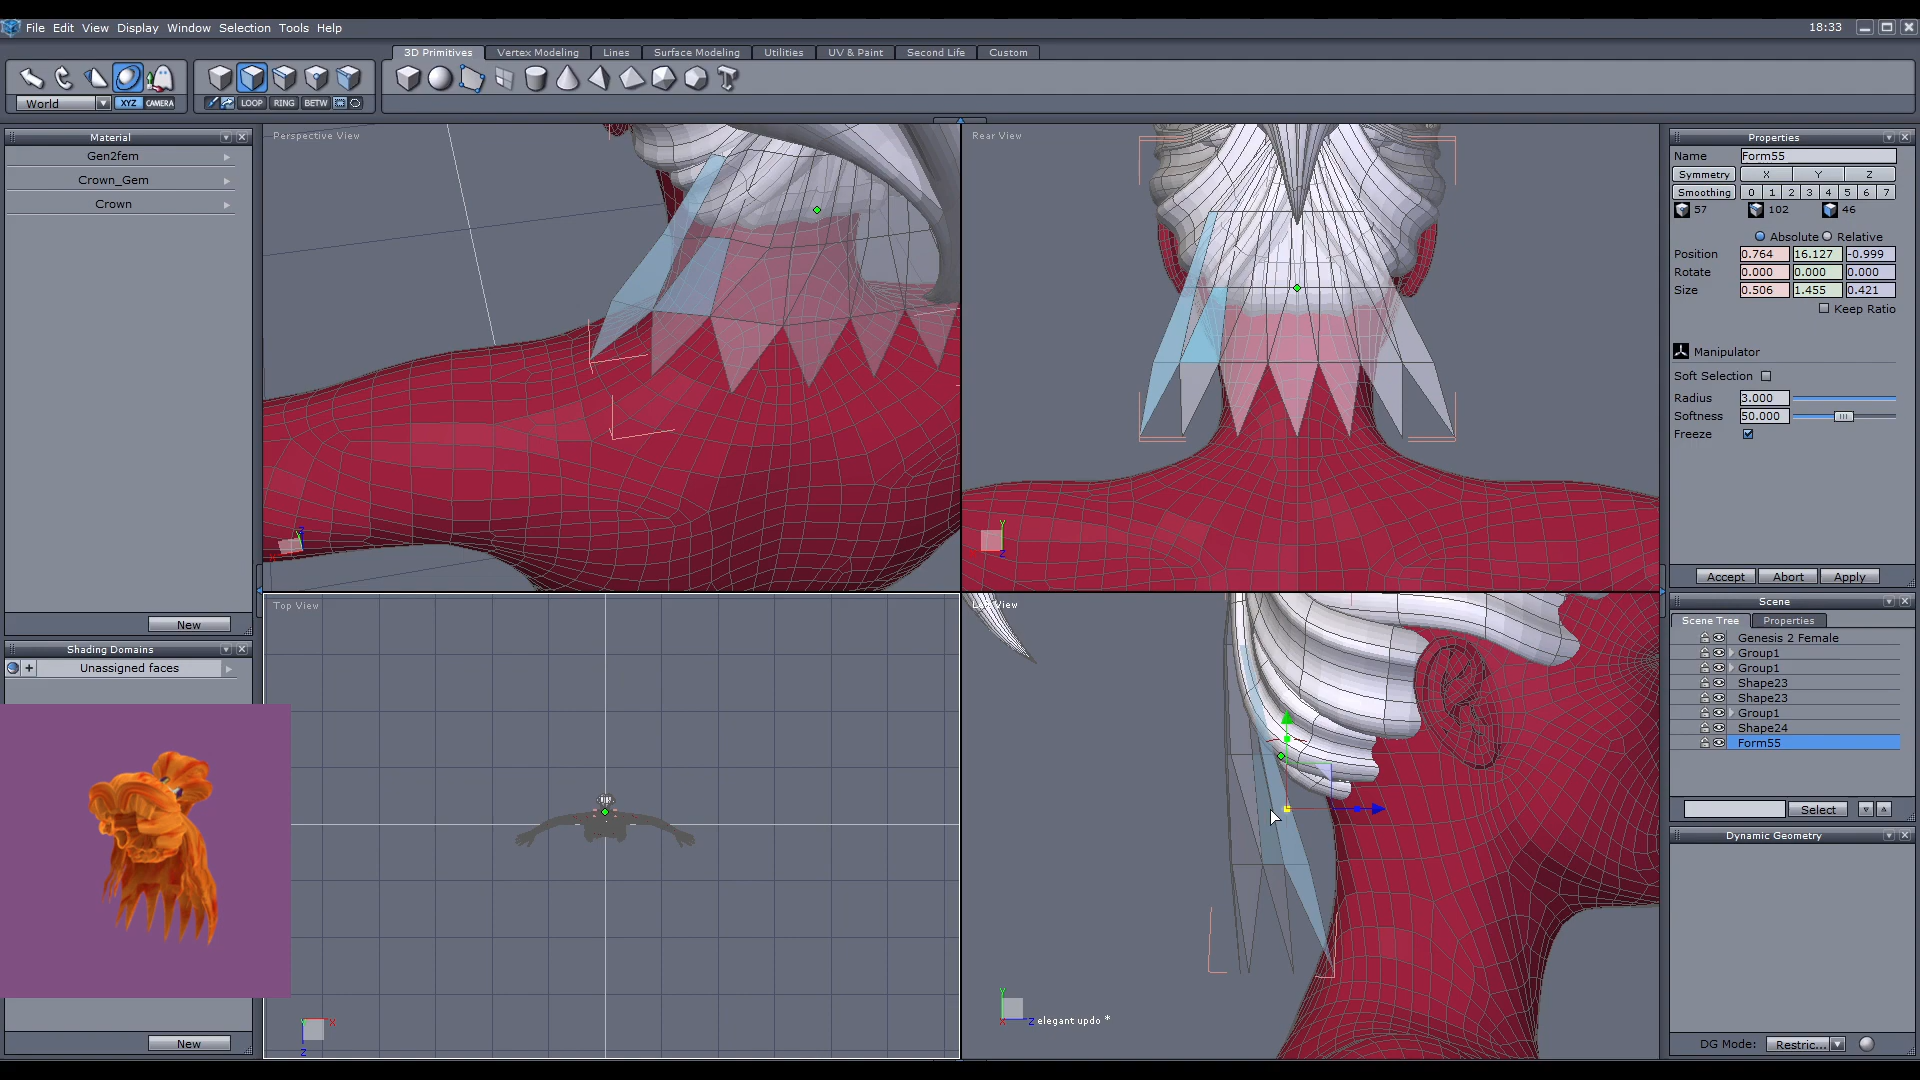 File Edit View Display Window Selection Tools Help
18:33
3D Primitives Vertex Modeling Lines Surface Modeling Utilities UV & Paint Second Life Custom
World XYZ CAMERA
LOOP RING BETW
Material
Gen2fem
Crown_Gem
Crown
New
Shading Domains
Unassigned faces
New
Perspective View
Rear View
Top View
View
elegant updo *
X
Z
Y
Z
X
Z
Y
X
Z
Properties
Name Form55
Symmetry X Y Z
Smoothing 0 1 2 3 4 5 6 7
57 102 46
Absolute Relative
Position 0.764 16.127 -0.999
Rotate 0.000 0.000 0.000
Size 0.506 1.455 0.421
Keep Ratio
Manipulator
Soft Selection
Radius 3.000
Softness 50.000
Freeze
Accept Abort Apply
Scene
Scene Tree Properties
Genesis 2 Female
Group1
Group1
Shape23
Shape23
Group1
Shape24
Form55
Select
Dynamic Geometry
DG Mode: Restric...